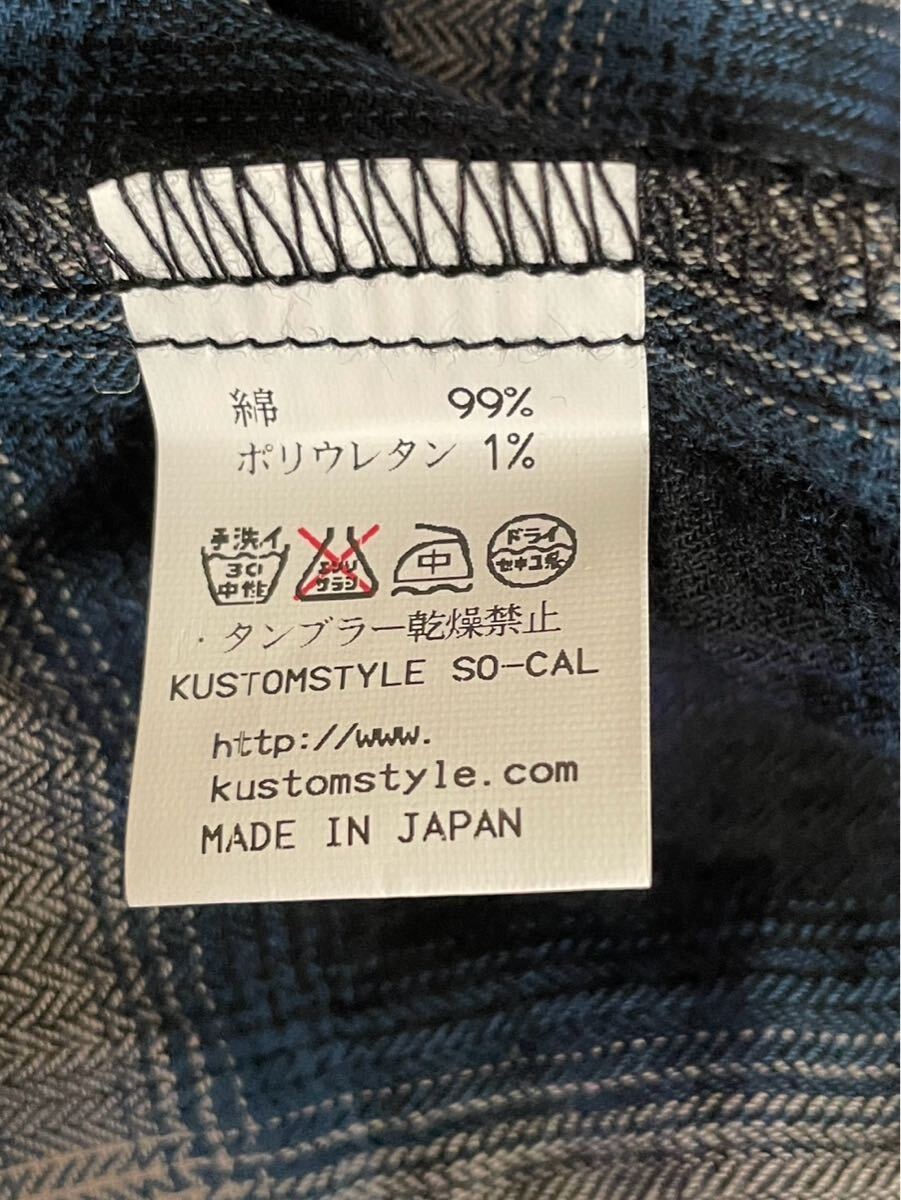 綿 99%
ポリウレタン 1%
手洗イ エンソ 中 ドライ
30 サラシ セキユ系
中性
・タンブラー乾燥禁止
KUSTOMSTYLE SO-CAL
http://www.
kustomstyle.com
MADE IN JAPAN